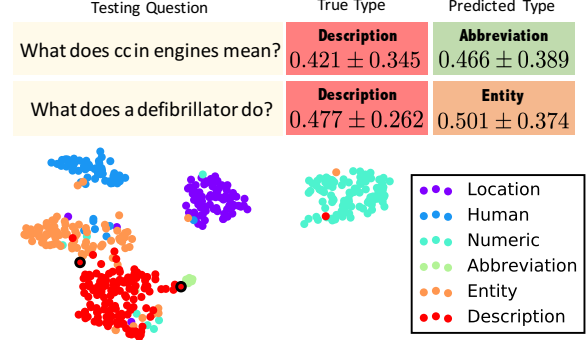 Testing Question True Type Predicted Type
What does cc in engines mean? Description Abbreviation
0.421 ± 0.345 0.466 ± 0.389
What does a defibrillator do? Description Entity
0.477 ± 0.262 0.501 ± 0.374
Location
Human
Numeric
Abbreviation
Entity
Description